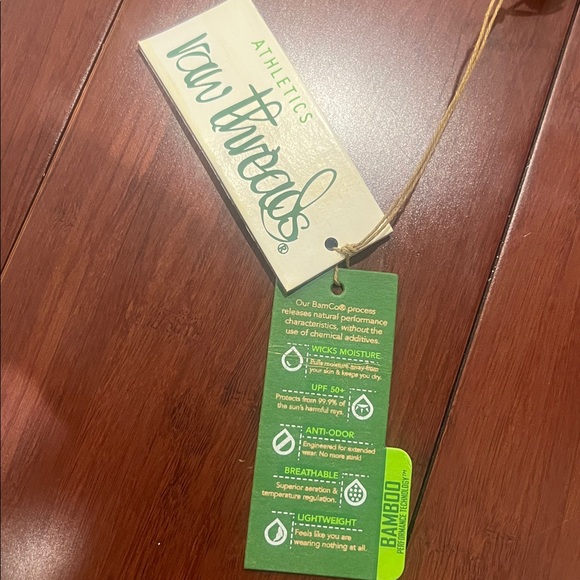 ATHLETICS
raw threads®
Our BamCo® process
releases natural performance
characteristics, without the
use of chemical additives.
WICKS MOISTURE
Pulls moisture away from
your skin & keeps you dry.
UPF 50+
Protects from 99.9% of
the sun's harmful rays.
ANTI-ODOR
Engineered for extended
wear. No more stink!
BREATHABLE
Superior aeration &
temperature regulation.
LIGHTWEIGHT
Feels like you are
wearing nothing at all.
BAMBOO
PERFORMANCE TECHNOLOGY™